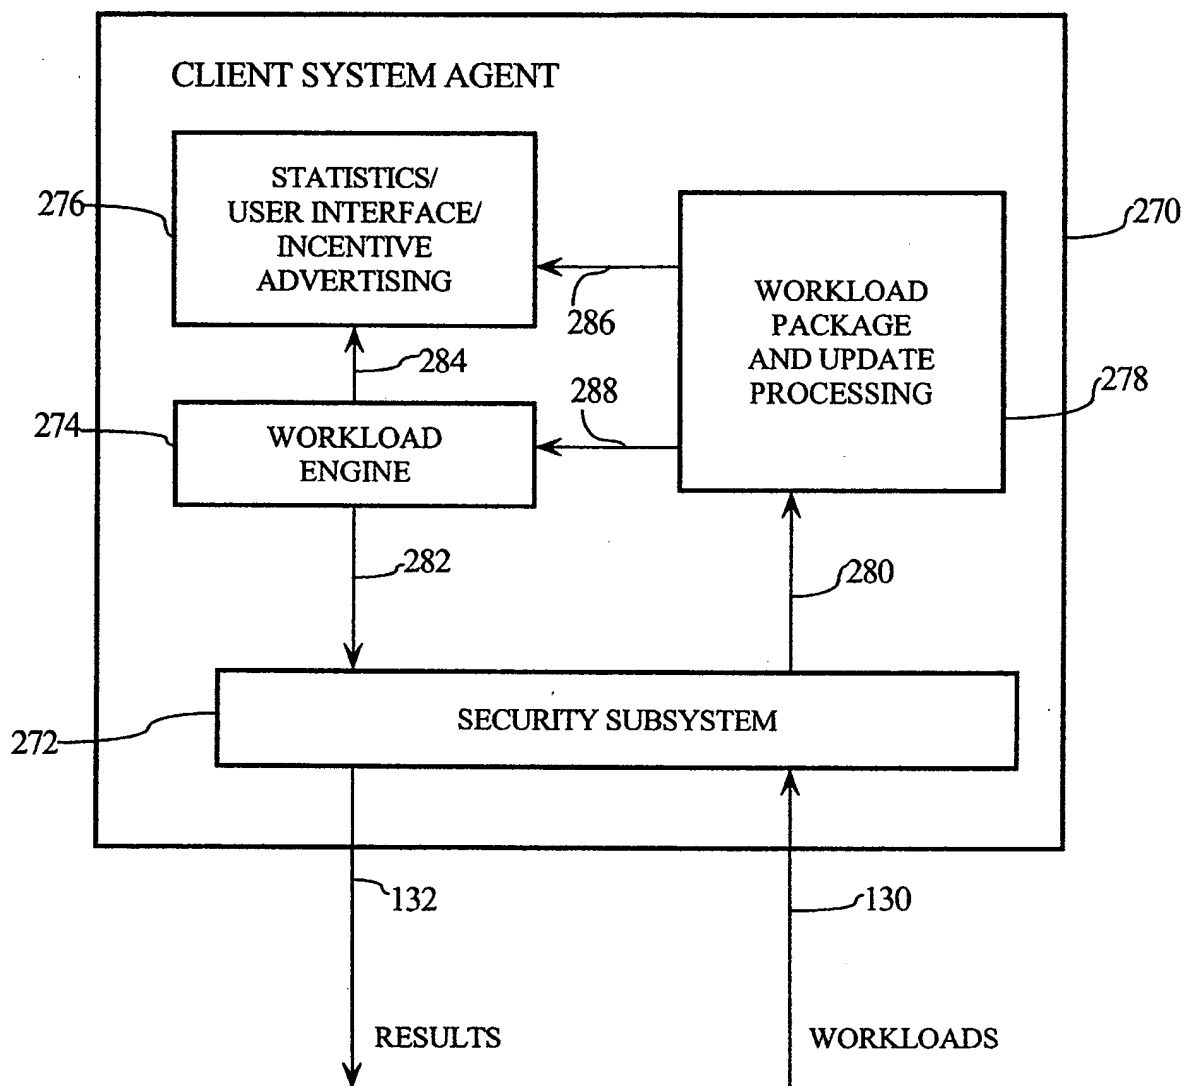 CLIENT SYSTEM AGENT
STATISTICS/
USER INTERFACE/
INCENTIVE
ADVERTISING
276
270
WORKLOAD
PACKAGE
AND UPDATE
PROCESSING
286
284
278
288
274
WORKLOAD
ENGINE
282
280
SECURITY SUBSYSTEM
272
132
130
RESULTS
WORKLOADS